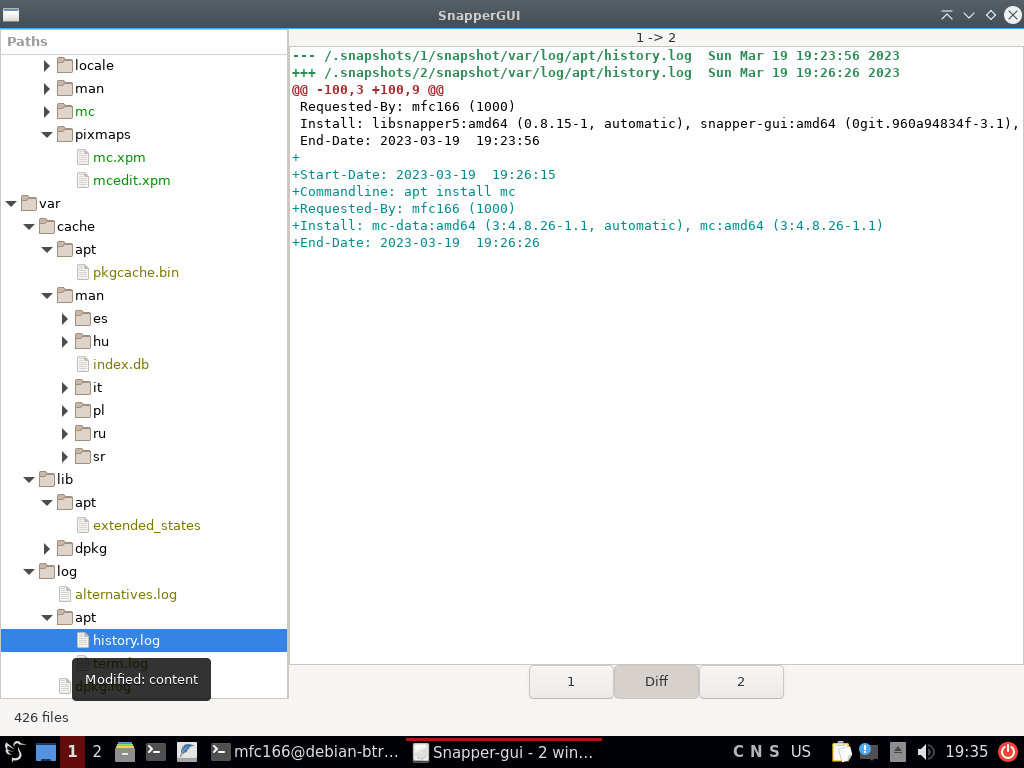 SnapperGUI
Paths
locale
man
mc
pixmaps
mc.xpm
mcedit.xpm
var
cache
apt
pkgcache.bin
man
es
hu
index.db
it
pl
ru
sr
lib
apt
extended_states
dpkg
log
alternatives.log
apt
history.log
term.log
dpkg.log
Modified: content
1 -> 2
--- /.snapshots/1/snapshot/var/log/apt/history.log  Sun Mar 19 19:23:56 2023
+++ /.snapshots/2/snapshot/var/log/apt/history.log  Sun Mar 19 19:26:26 2023
@@ -100,3 +100,9 @@
 Requested-By: mfc166 (1000)
 Install: libsnapper5:amd64 (0.8.15-1, automatic), snapper-gui:amd64 (0git.960a94834f-3.1),
 End-Date: 2023-03-19  19:23:56
+
+Start-Date: 2023-03-19  19:26:15
+Commandline: apt install mc
+Requested-By: mfc166 (1000)
+Install: mc-data:amd64 (3:4.8.26-1.1, automatic), mc:amd64 (3:4.8.26-1.1)
+End-Date: 2023-03-19  19:26:26
1 Diff 2
426 files
1 2 mfc166@debian-btr... Snapper-gui - 2 win... C N S US 19:35